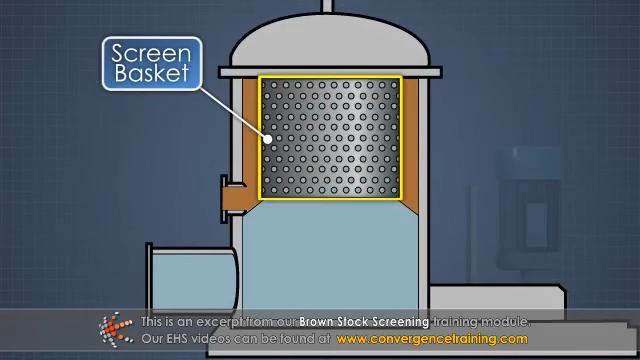 Screen
Basket
This is an excerpt from our Brown Stock Screening training module.
Our EHS videos can be found at www.convergencetraining.com